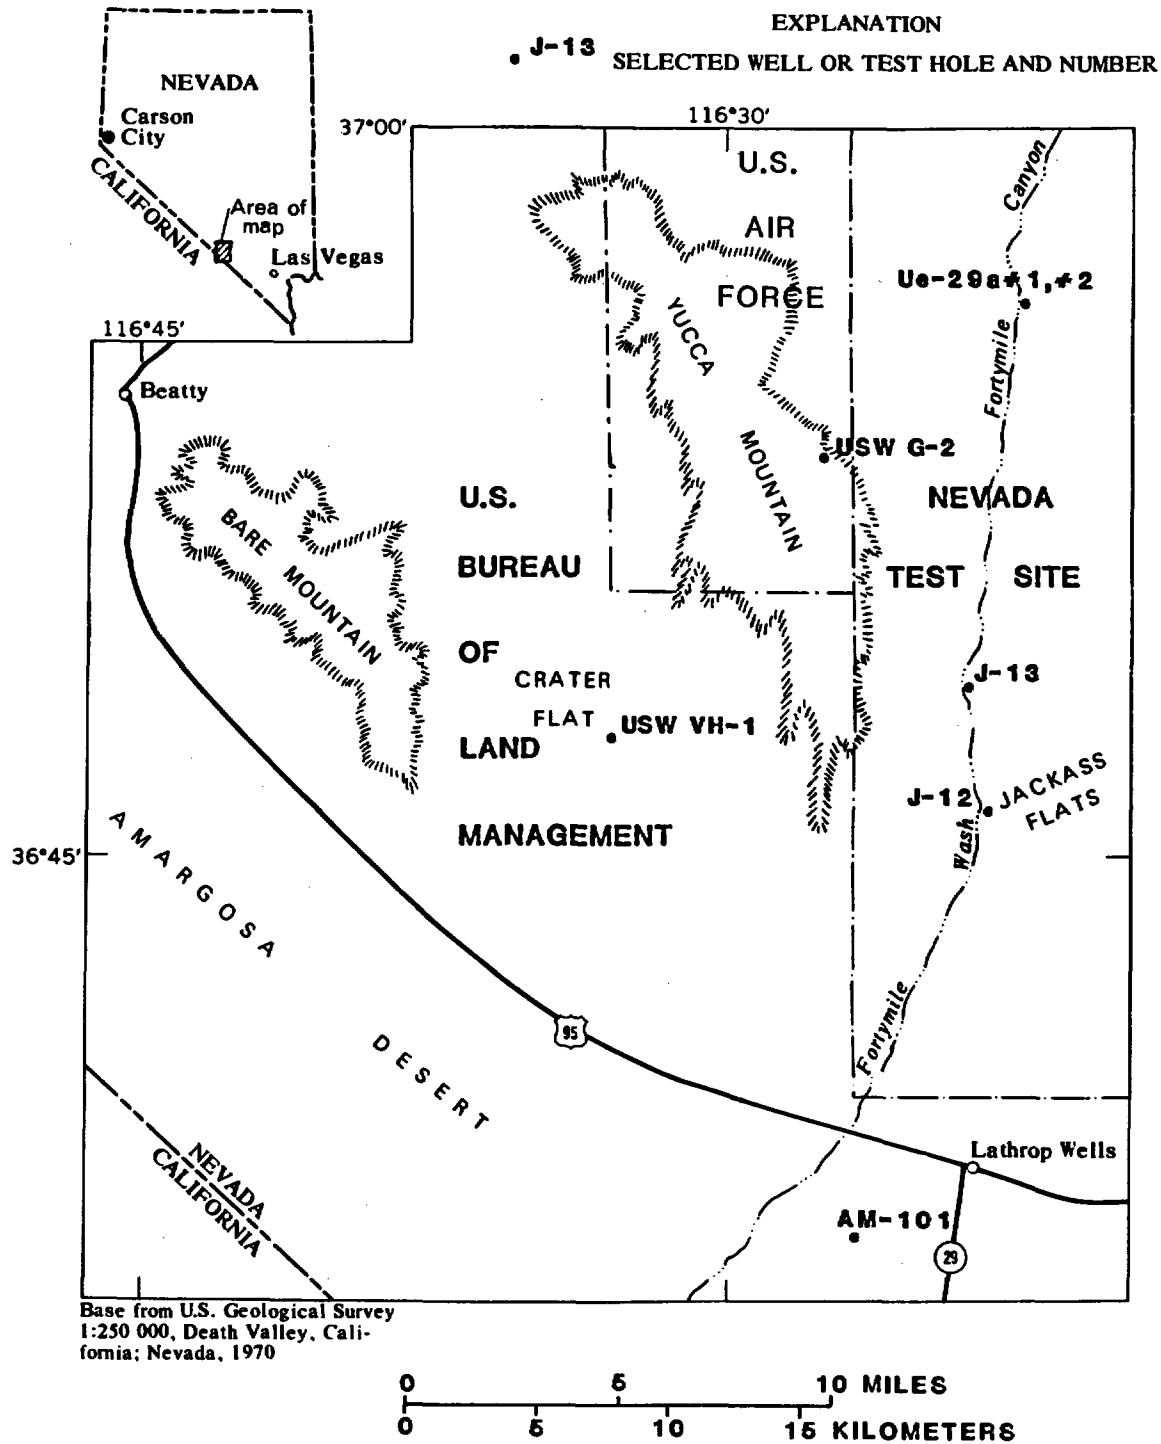 EXPLANATION
J-13
SELECTED WELL OR TEST HOLE AND NUMBER
NEVADA
Carson
City
CALIFORNIA
Area of
map
Las Vegas
37°00'
116°30'
116°45'
36°45'
U.S.
AIR
FORCE
YUCCA
MOUNTAIN
Canyon
Fortymile
Ue-29a#1,#2
Beatty
BARE
MOUNTAIN
USW G-2
U.S.
BUREAU
OF
LAND
MANAGEMENT
NEVADA
TEST SITE
CRATER
FLAT
USW VH-1
J-13
J-12
JACKASS
FLATS
Wash
Fortymile
AMARGOSA
DESERT
95
Lathrop Wells
AM-101
29
NEVADA
CALIFORNIA
Base from U.S. Geological Survey
1:250 000, Death Valley, Cali-
fornia; Nevada, 1970
0 5 10 MILES
0 5 10 15 KILOMETERS